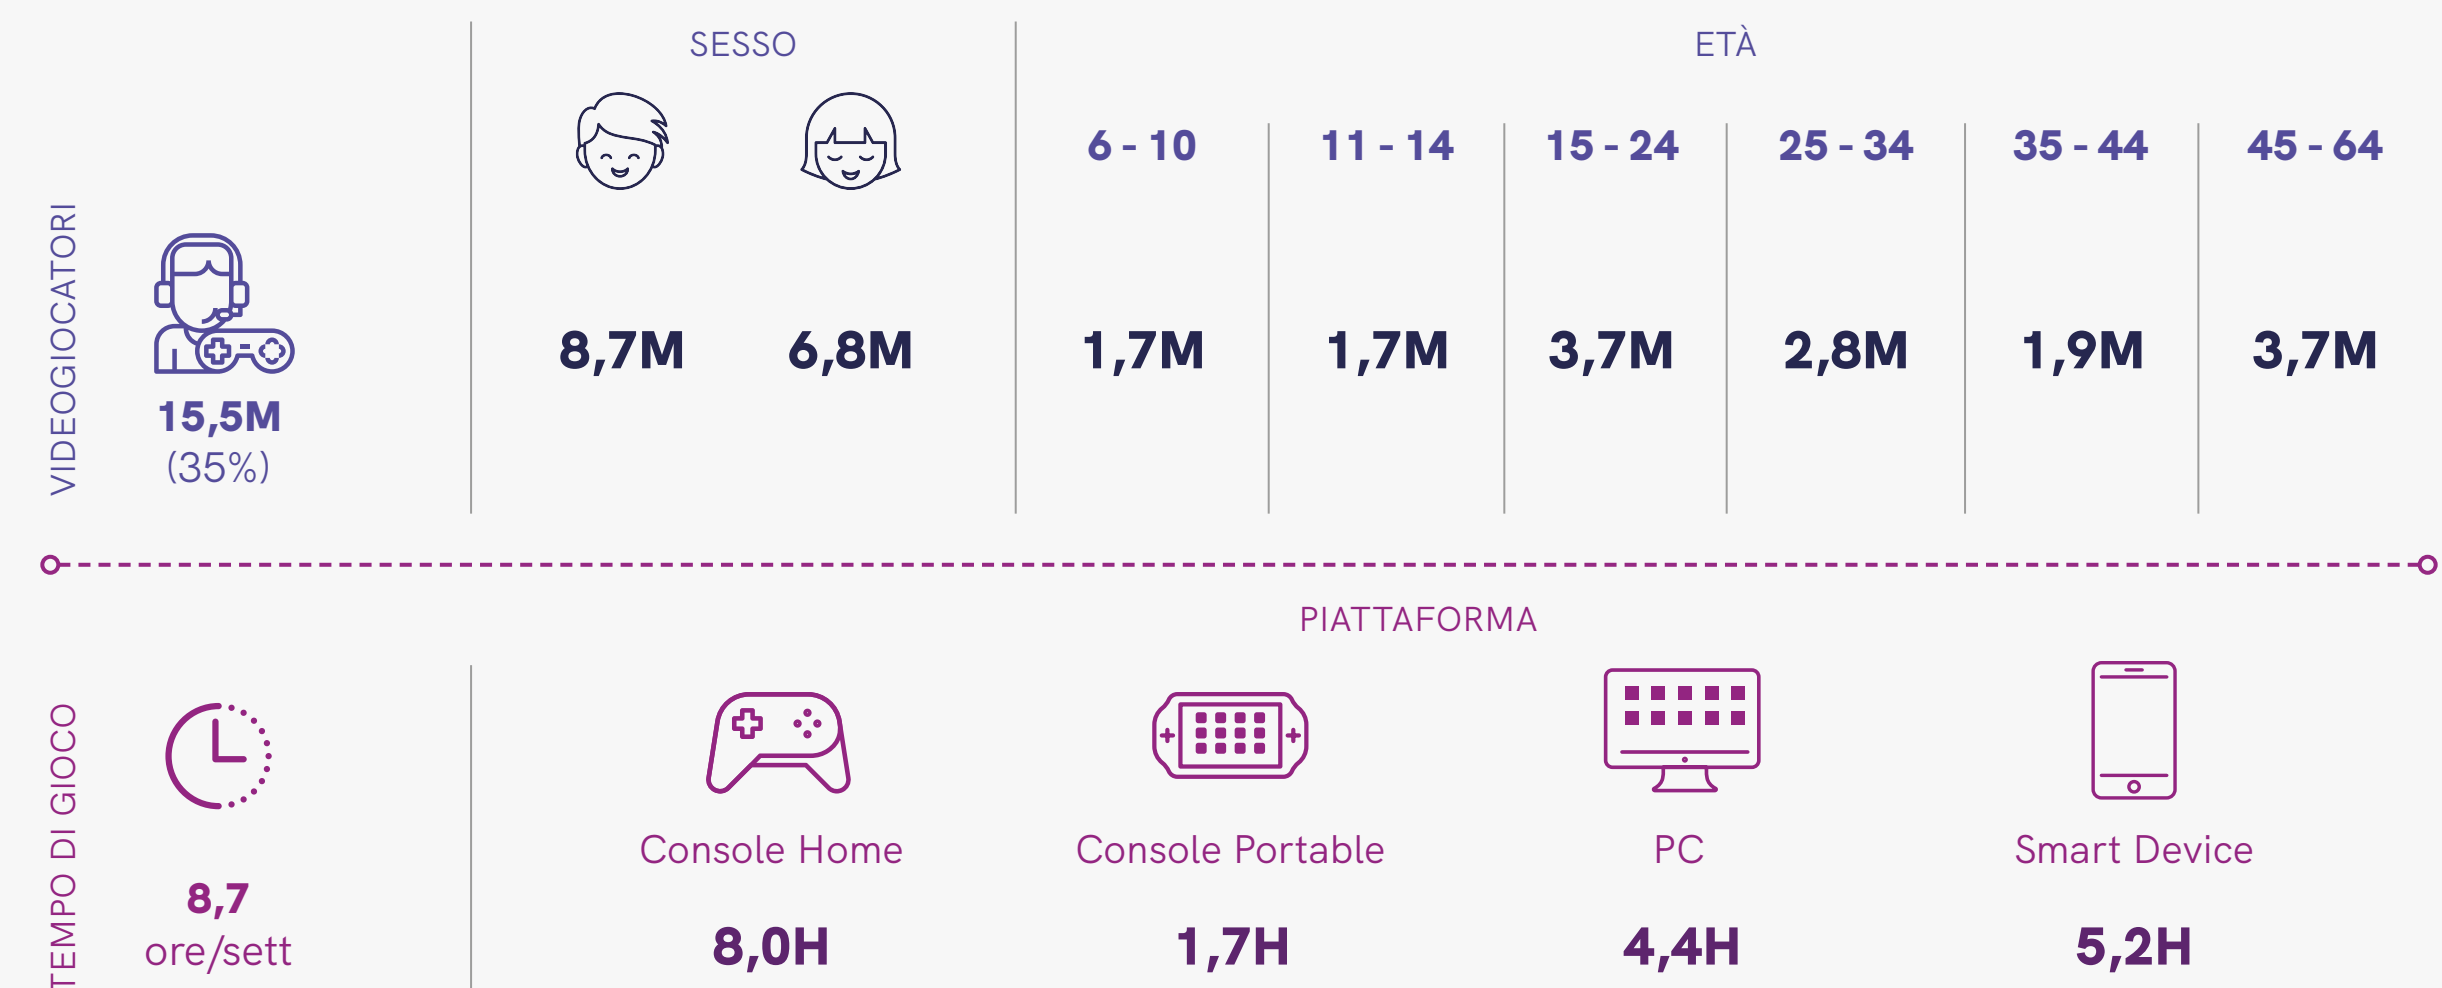 SESSO
ETÀ
6 - 10
11 - 14
15 - 24
25 - 34
35 - 44
45 - 64
VIDEOGIOCATORI
15,5M
(35%)
8,7M
6,8M
1,7M
1,7M
3,7M
2,8M
1,9M
3,7M
PIATTAFORMA
TEMPO DI GIOCO
8,7
ore/sett
Console Home
Console Portable
PC
Smart Device
8,0H
1,7H
4,4H
5,2H